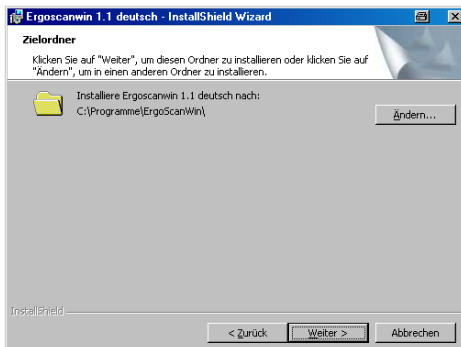 Ergoscanwin 1.1 deutsch - InstallShield Wizard
Zielordner
Klicken Sie auf "Weiter", um diesen Ordner zu installieren oder klicken Sie auf
"Ändern", um in einen anderen Ordner zu installieren.
Installiere Ergoscanwin 1.1 deutsch nach:
C:\Programme\ErgoScanWin\
Ändern...
InstallShield
< Zurück
Weiter >
Abbrechen